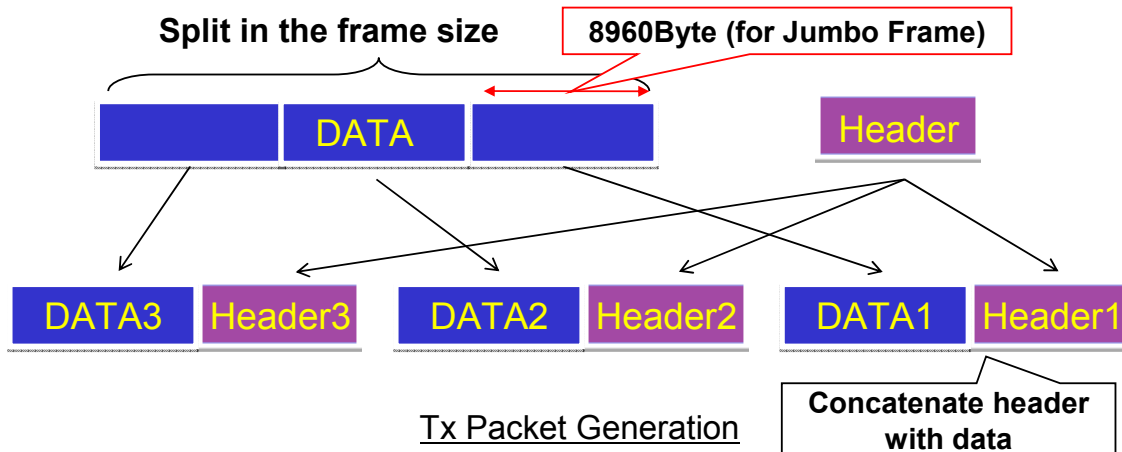 Split in the frame size
8960Byte (for Jumbo Frame)
DATA
Header
DATA3
Header3
DATA2
Header2
DATA1
Header1
Concatenate header
with data
Tx Packet Generation